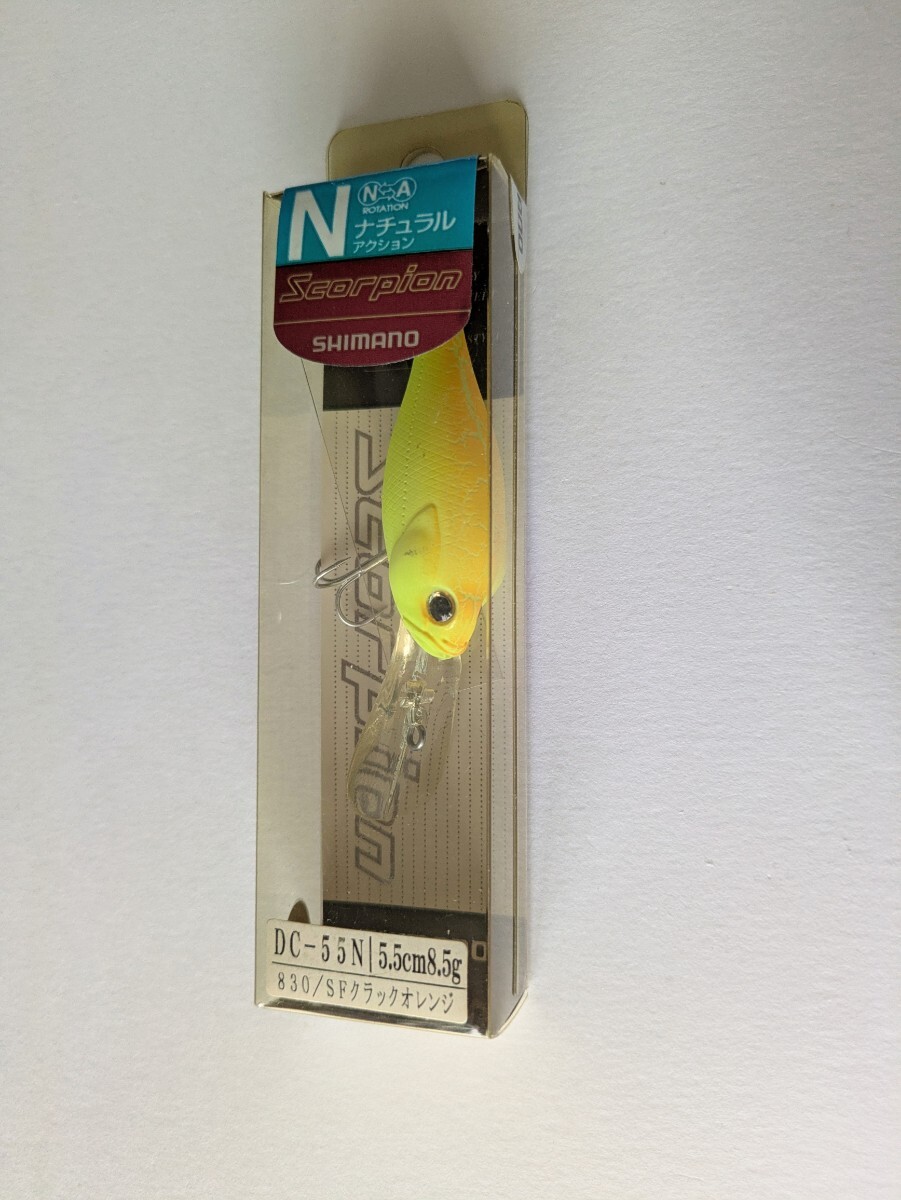 N
N A
ROTATION
ナチュラル
アクション
Scorpion
SHIMANO
Scorpion
DC-55N 5.5cm8.5g
830/SFクラックオレンジ